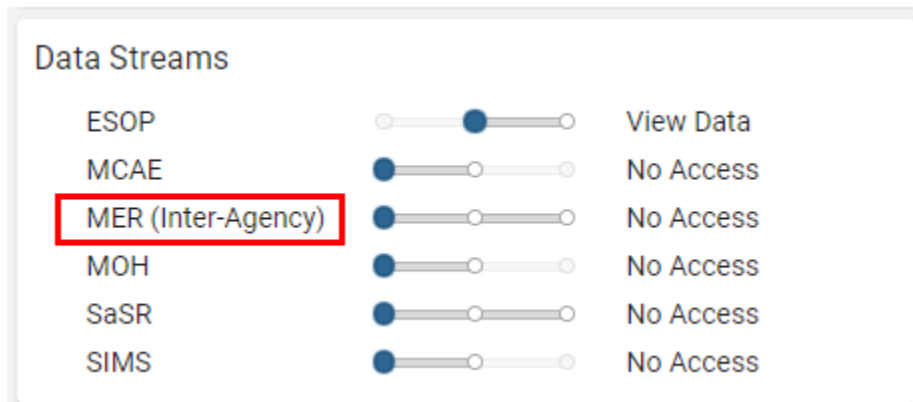 Data Streams
ESOP View Data
MCAE No Access
MER (Inter-Agency) No Access
MOH No Access
SaSR No Access
SIMS No Access